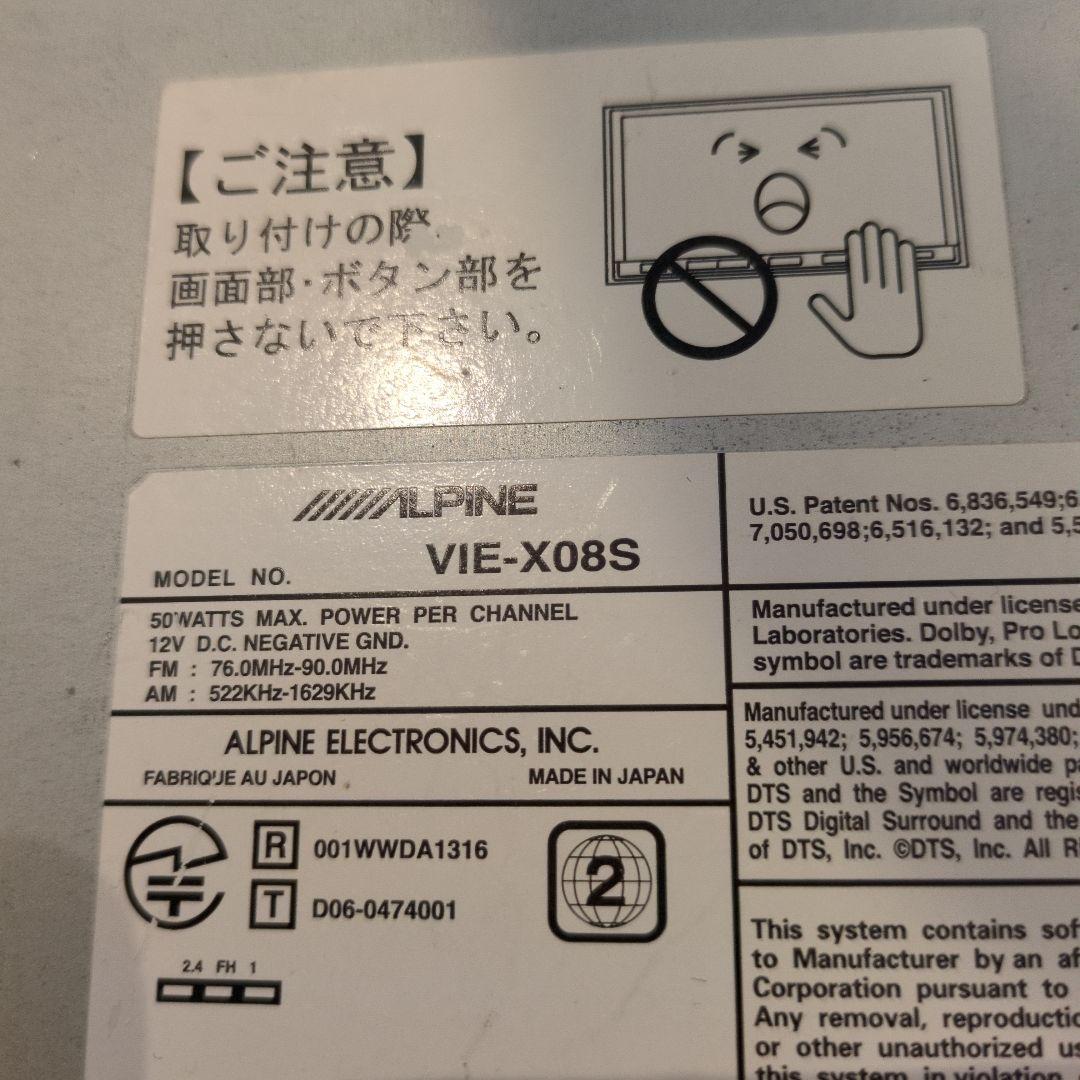 【ご注意】
取り付けの際、
画面部・ボタン部を
押さないで下さい。
ALPINE
MODEL NO. VIE-X08S
50WATTS MAX. POWER PER CHANNEL
12V D.C. NEGATIVE GND.
FM : 76.0MHz-90.0MHz
AM : 522KHz-1629KHz
ALPINE ELECTRONICS, INC.
FABRIQUE AU JAPON MADE IN JAPAN
R 001WWDA1316
T D06-0474001
2
2.4 FH 1
U.S. Patent Nos. 6,836,549;
7,050,698;6,516,132; and
Manufactured under license
Laboratories. Dolby, Pro
symbol are trademarks of
Manufactured under license
5,451,942; 5,956,674; 5,974,380;
& other U.S. and worldwide
DTS and the Symbol are
DTS Digital Surround and the
of DTS, Inc. ©DTS, Inc. All
This system contains
to Manufacturer by an
Corporation pursuant to
Any removal,
or other unauthorized
this system in violation